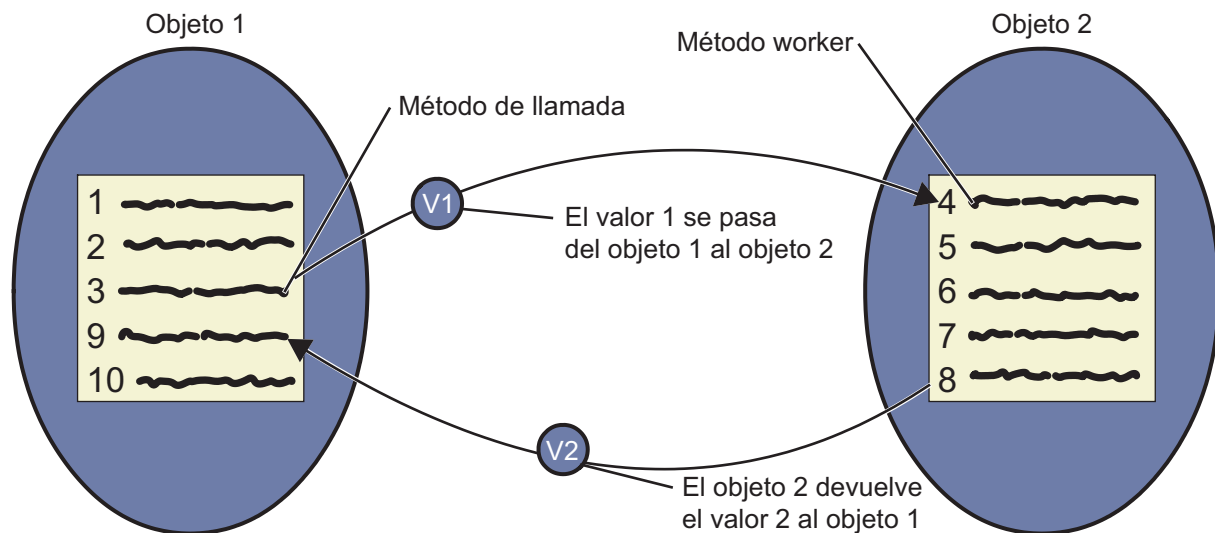 Objeto 1
Objeto 2
Método worker
Método de llamada
1
2
3
9
10
V1
El valor 1 se pasa
del objeto 1 al objeto 2
4
5
6
7
8
V2
El objeto 2 devuelve
el valor 2 al objeto 1